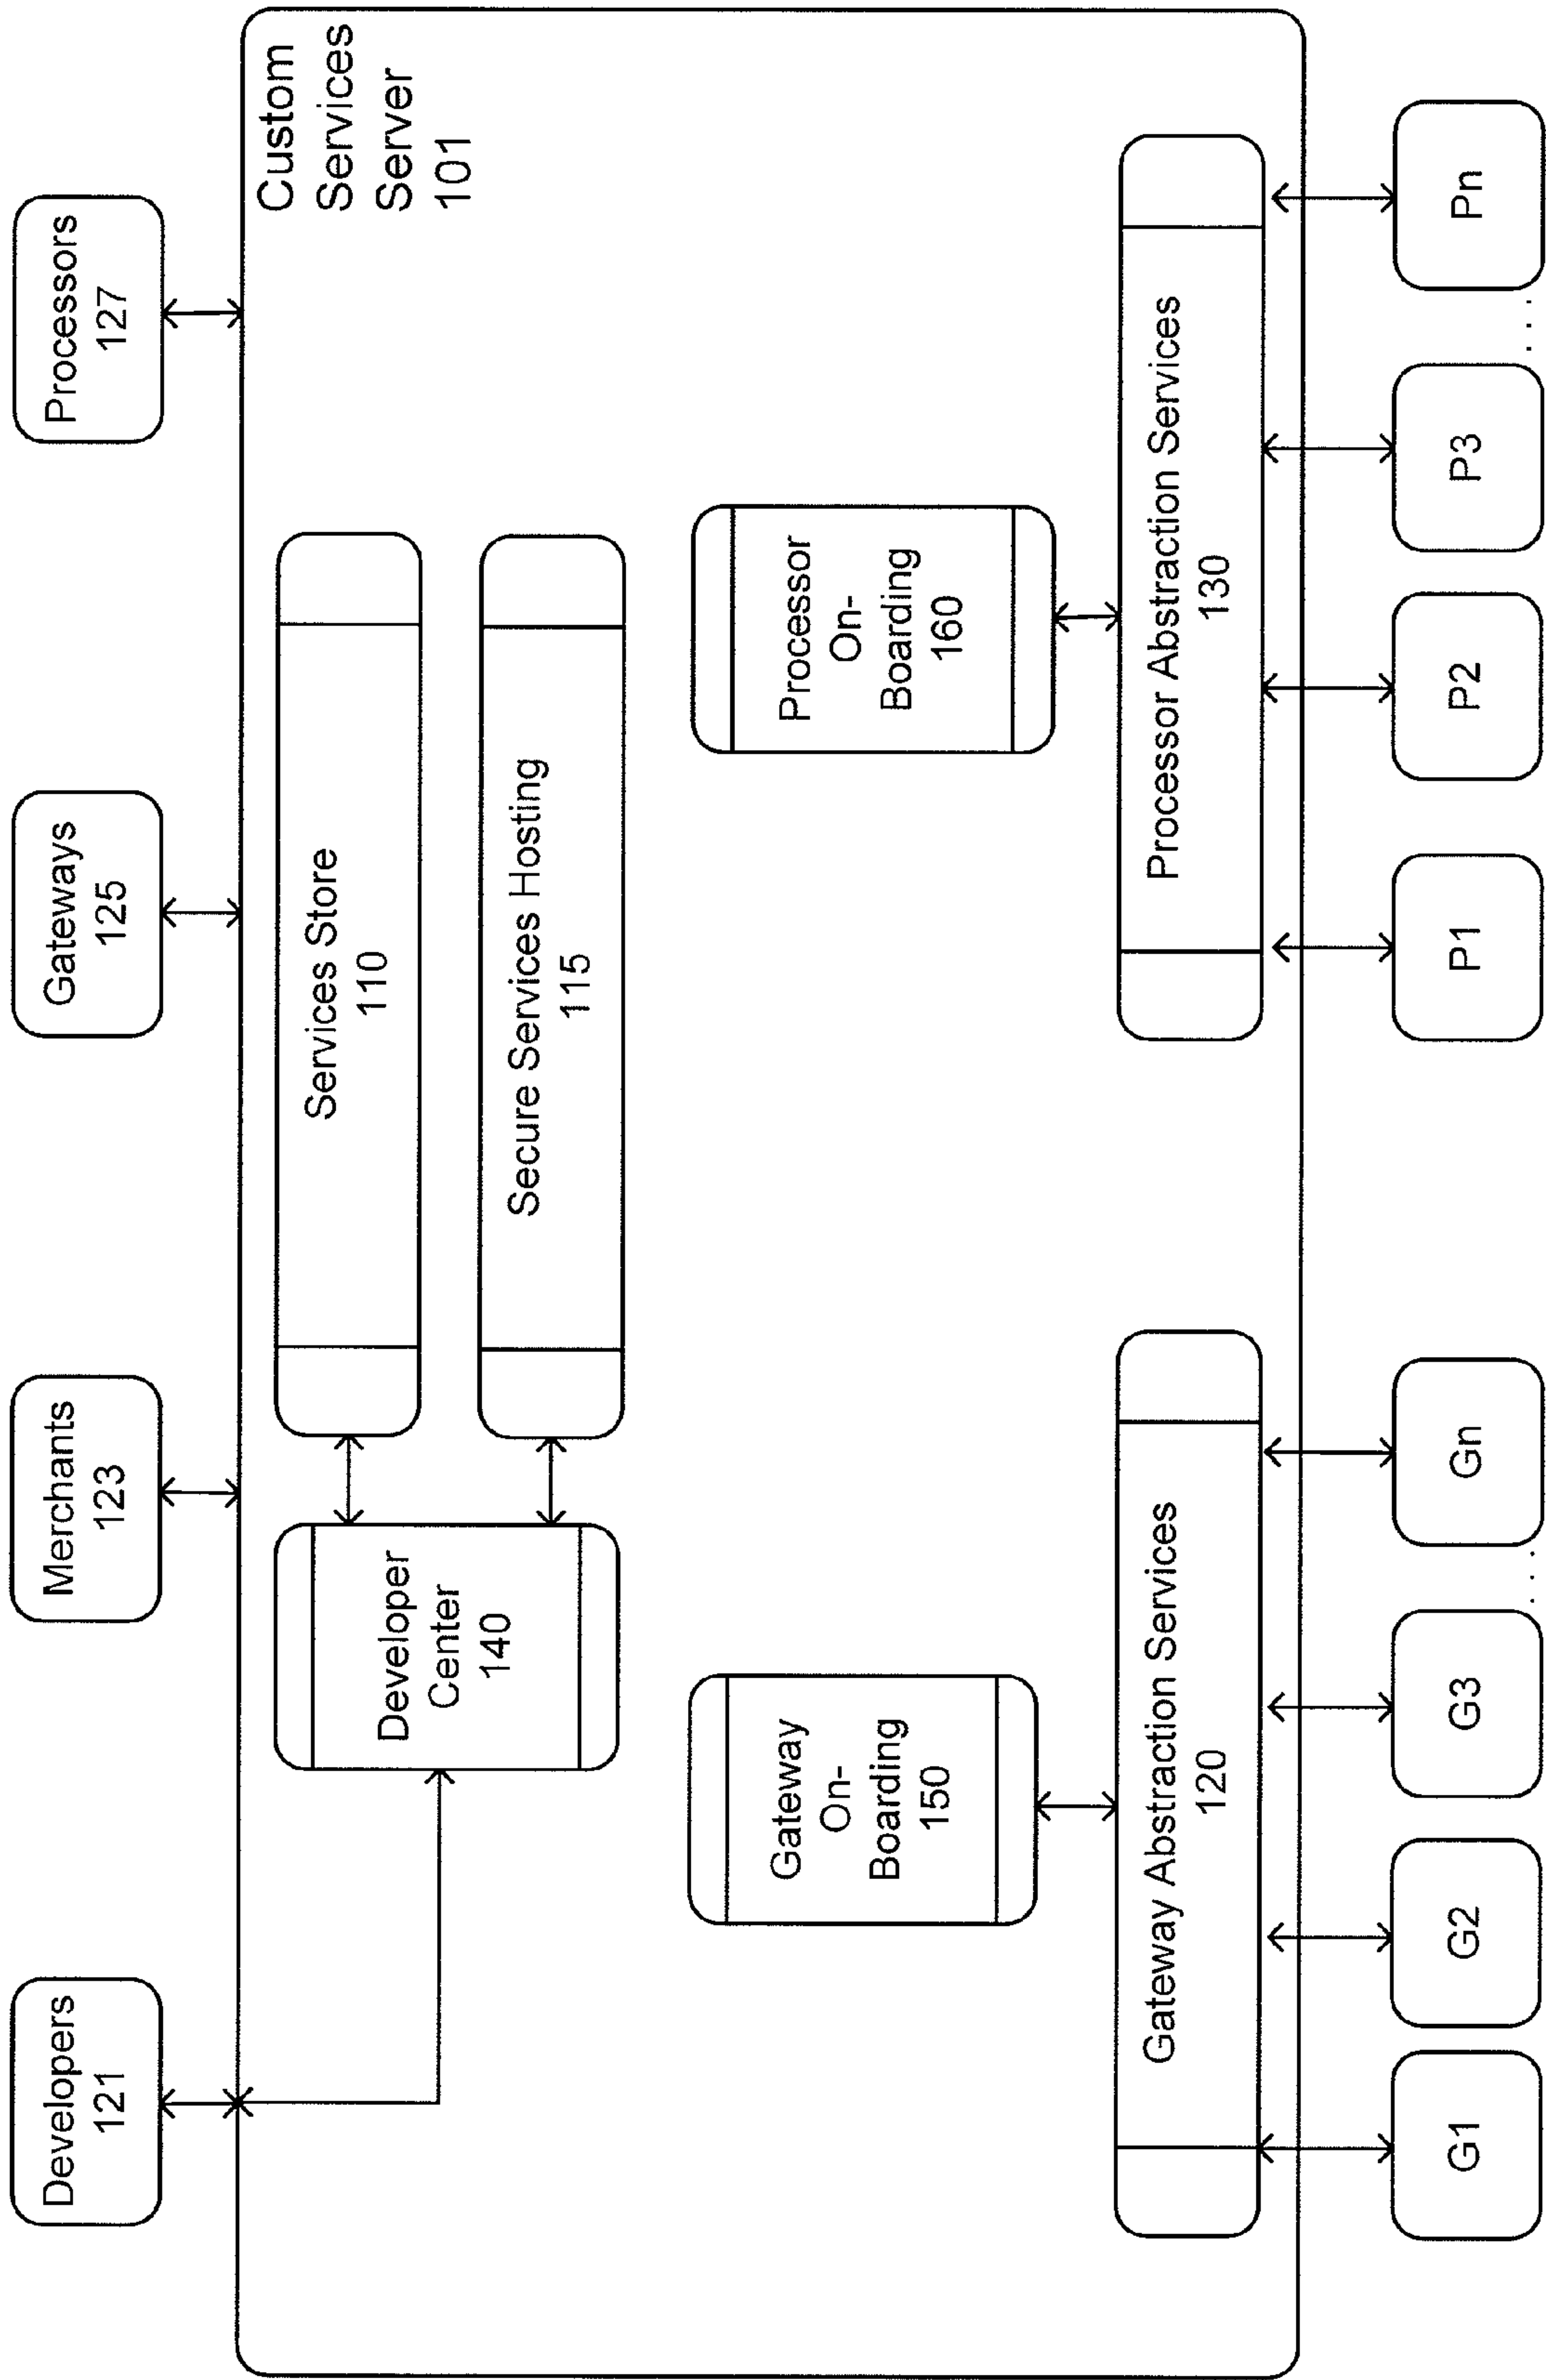 Developers
121
Merchants
123
Gateways
125
Processors
127
Custom
Services
Server
101
Developer
Center
140
Services Store
110
Secure Services Hosting
115
Gateway
On-
Boarding
150
Processor
On-
Boarding
160
Gateway Abstraction Services
120
Processor Abstraction Services
130
G1
G2
G3
. . . .
Gn
P1
P2
P3
. . . .
Pn